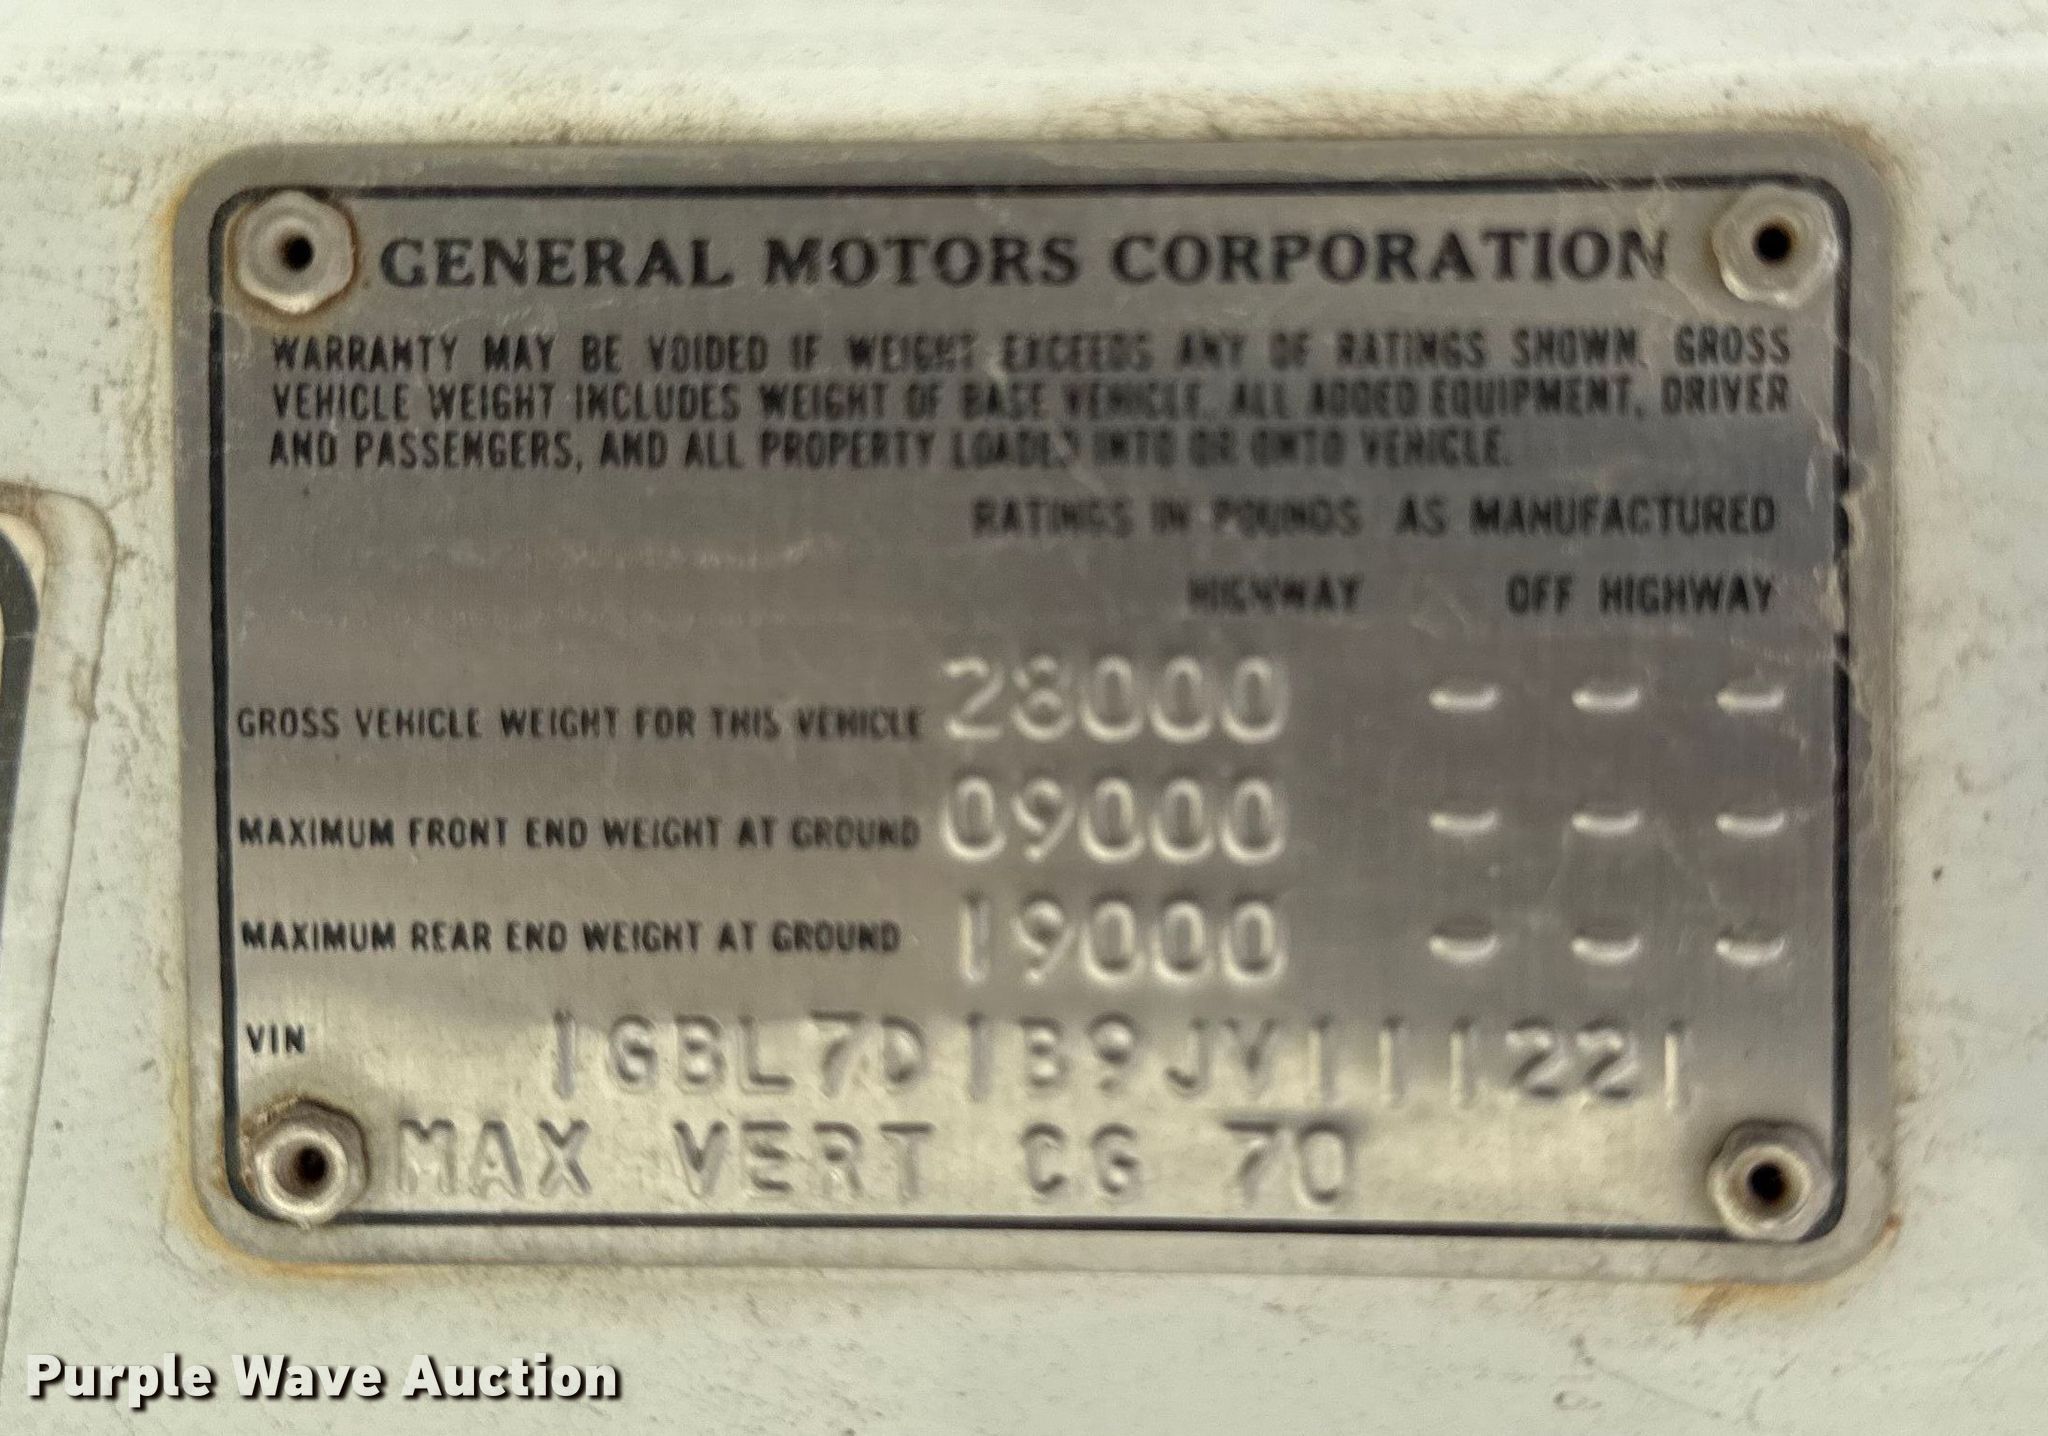 GENERAL MOTORS CORPORATION
WARRANTY MAY BE VOIDED IF WEIGHT EXCEEDS ANY OF RATINGS SHOWN. GROSS
VEHICLE WEIGHT INCLUDES WEIGHT OF BASE VEHICLE, ALL ADDED EQUIPMENT, DRIVER
AND PASSENGERS, AND ALL PROPERTY LOADED INTO OR ONTO VEHICLE.
RATINGS IN POUNDS AS MANUFACTURED
HIGHWAY OFF HIGHWAY
GROSS VEHICLE WEIGHT FOR THIS VEHICLE 28000 - - -
MAXIMUM FRONT END WEIGHT AT GROUND 09000 - - -
MAXIMUM REAR END WEIGHT AT GROUND 19000 - - -
VIN 1GBL7D1B9JV111221
MAX VERT CG 70
Purple Wave Auction